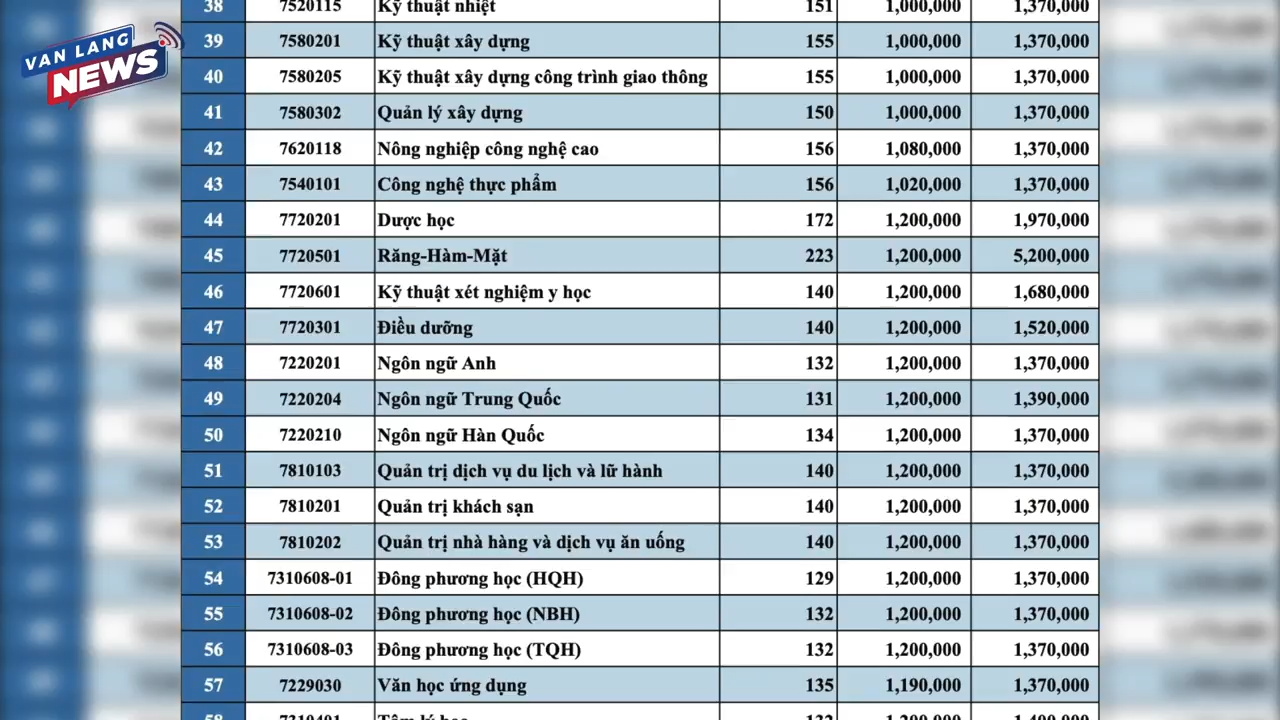 VAN LANG
NEWS
38 7520115 Kỹ thuật nhiệt 151 1,000,000 1,370,000
39 7580201 Kỹ thuật xây dựng 155 1,000,000 1,370,000
40 7580205 Kỹ thuật xây dựng công trình giao thông 155 1,000,000 1,370,000
41 7580302 Quản lý xây dựng 150 1,000,000 1,370,000
42 7620118 Nông nghiệp công nghệ cao 156 1,080,000 1,370,000
43 7540101 Công nghệ thực phẩm 156 1,020,000 1,370,000
44 7720201 Dược học 172 1,200,000 1,970,000
45 7720501 Răng-Hàm-Mặt 223 1,200,000 5,200,000
46 7720601 Kỹ thuật xét nghiệm y học 140 1,200,000 1,680,000
47 7720301 Điều dưỡng 140 1,200,000 1,520,000
48 7220201 Ngôn ngữ Anh 132 1,200,000 1,370,000
49 7220204 Ngôn ngữ Trung Quốc 131 1,200,000 1,390,000
50 7220210 Ngôn ngữ Hàn Quốc 134 1,200,000 1,370,000
51 7810103 Quản trị dịch vụ du lịch và lữ hành 140 1,200,000 1,370,000
52 7810201 Quản trị khách sạn 140 1,200,000 1,370,000
53 7810202 Quản trị nhà hàng và dịch vụ ăn uống 140 1,200,000 1,370,000
54 7310608-01 Đông phương học (HQH) 129 1,200,000 1,370,000
55 7310608-02 Đông phương học (NBH) 132 1,200,000 1,370,000
56 7310608-03 Đông phương học (TQH) 132 1,200,000 1,370,000
57 7229030 Văn học ứng dụng 135 1,190,000 1,370,000
58 7310401 Tâm lý học 132 1,200,000 1,400,000